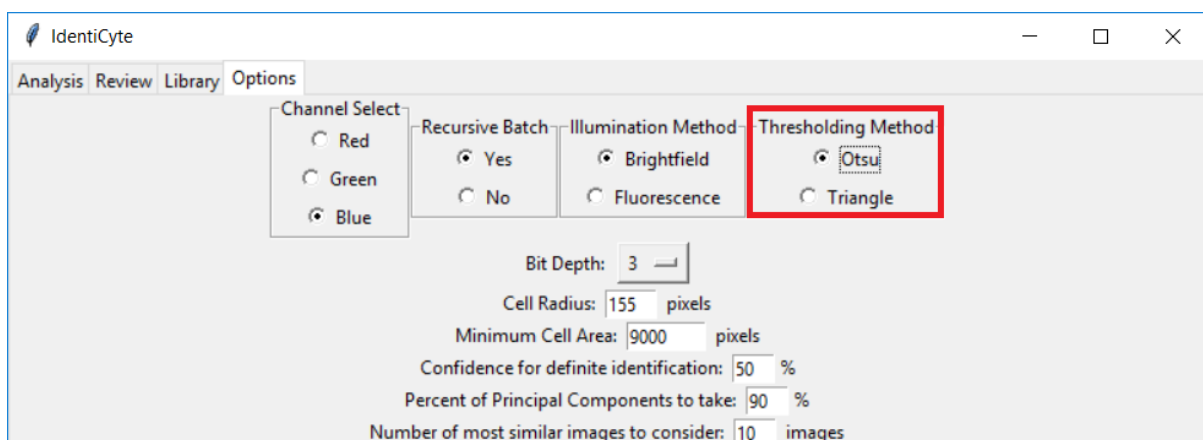 IdentiCyte
Analysis Review Library Options
Channel Select
Red
Green
Blue
Recursive Batch
Yes
No
Illumination Method
Brightfield
Fluorescence
Thresholding Method
Otsu
Triangle
Bit Depth: 3
Cell Radius: 155 pixels
Minimum Cell Area: 9000 pixels
Confidence for definite identification: 50 %
Percent of Principal Components to take: 90 %
Number of most similar images to consider: 10 images